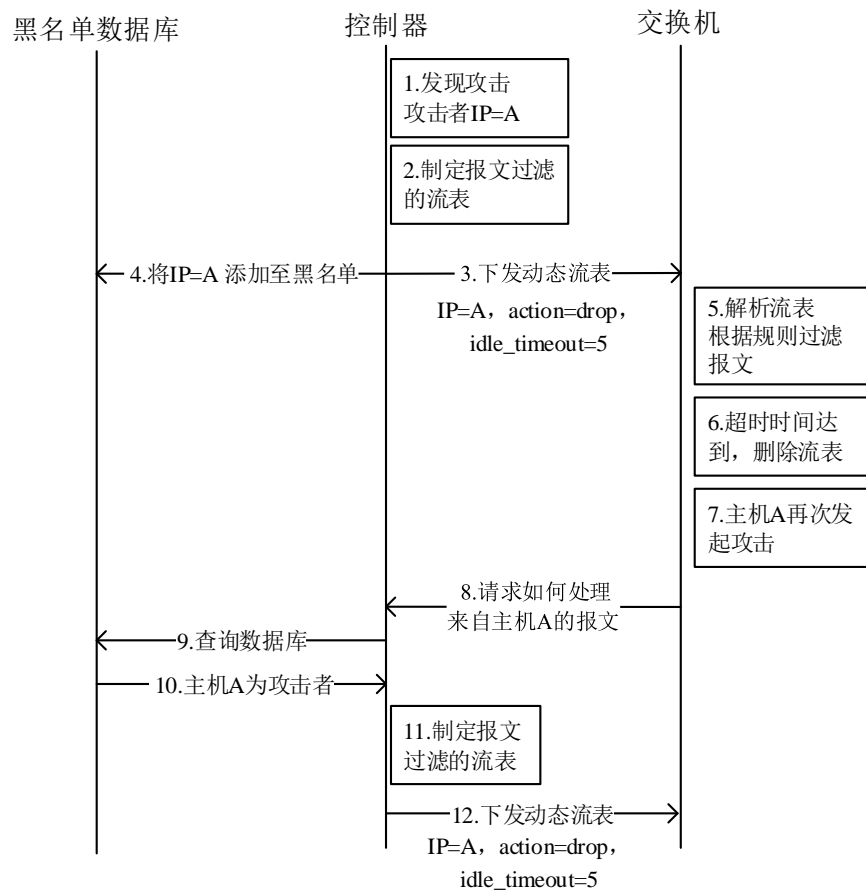 黑名单数据库
控制器
交换机
1.发现攻击
攻击者IP=A
2.制定报文过滤
的流表
4.将IP=A 添加至黑名单
3.下发动态流表
IP=A，action=drop，
idle_timeout=5
5.解析流表
根据规则过滤
报文
6.超时时间达
到，删除流表
7.主机A再次发
起攻击
8.请求如何处理
来自主机A的报文
9.查询数据库
10.主机A为攻击者
11.制定报文
过滤的流表
12.下发动态流表
IP=A，action=drop，
idle_timeout=5